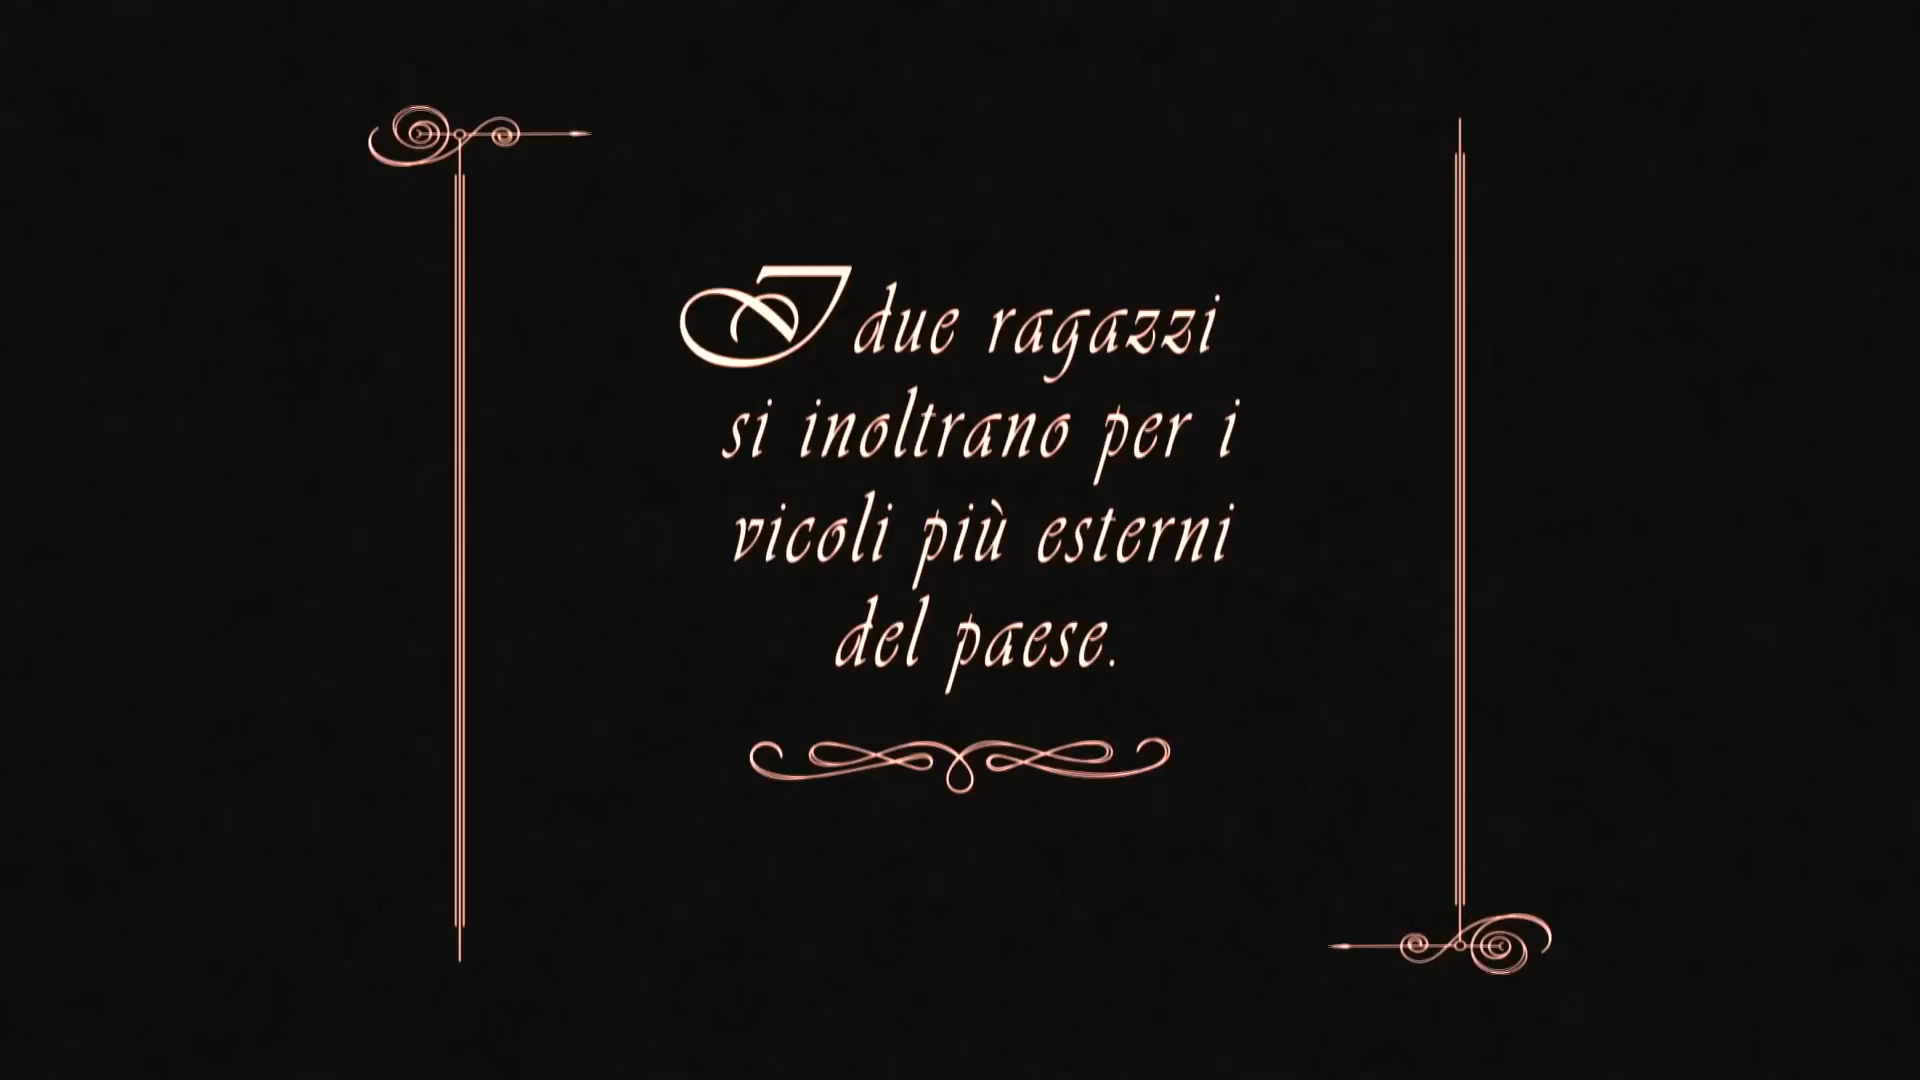 I due ragazzi
si inoltrano per i
vicoli più esterni
del paese.